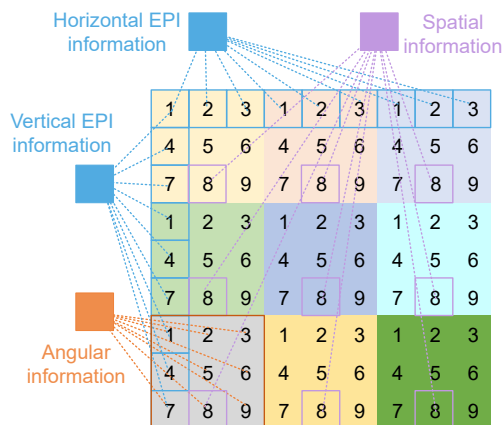 Horizontal EPI
information
Spatial
information
Vertical EPI
information
Angular
information
1 2 3 1 2 3 1 2 3
4 5 6 4 5 6 4 5 6
7 8 9 7 8 9 7 8 9
1 2 3 1 2 3 1 2 3
4 5 6 4 5 6 4 5 6
7 8 9 7 8 9 7 8 9
1 2 3 1 2 3 1 2 3
4 5 6 4 5 6 4 5 6
7 8 9 7 8 9 7 8 9